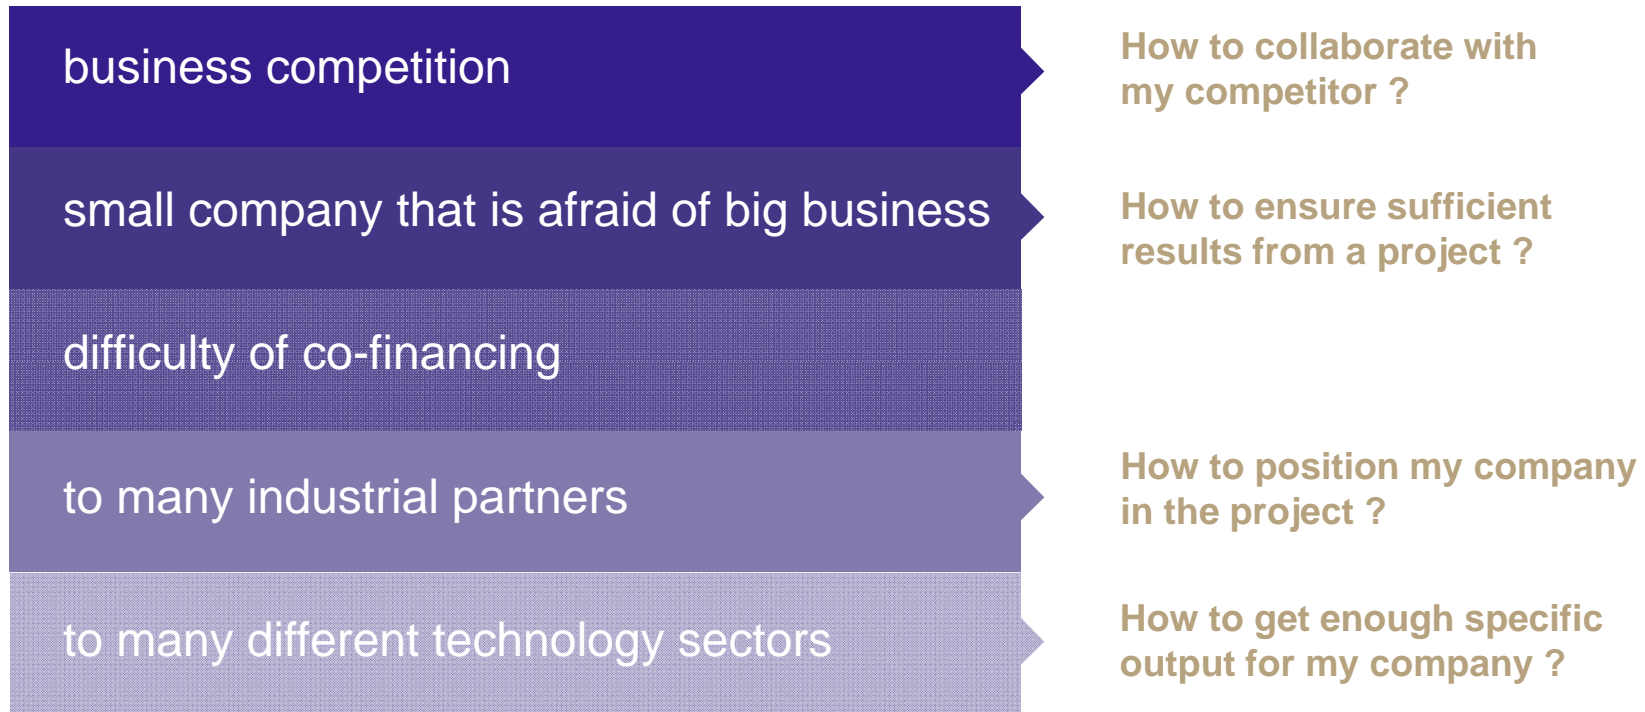 business competition
How to collaborate with
my competitor ?
small company that is afraid of big business
How to ensure sufficient
results from a project ?
difficulty of co-financing
to many industrial partners
How to position my company
in the project ?
to many different technology sectors
How to get enough specific
output for my company ?